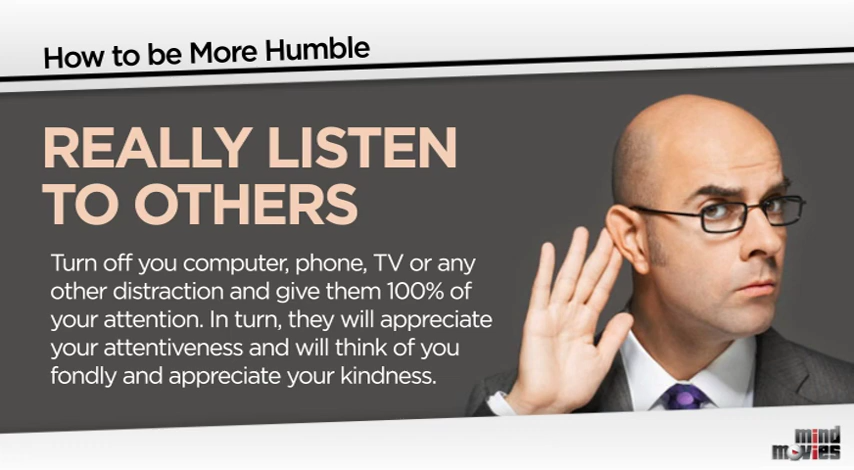 How to be More Humble
REALLY LISTEN
TO OTHERS
Turn off you computer, phone, TV or any
other distraction and give them 100% of
your attention. In turn, they will appreciate
your attentiveness and will think of you
fondly and appreciate your kindness.
mind
movies